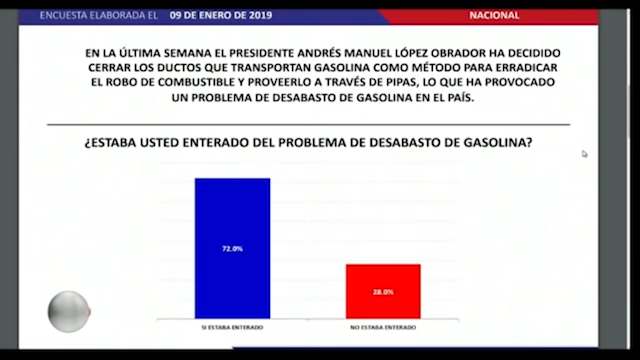 ENCUESTA ELABORADA EL 09 DE ENERO DE 2019 NACIONAL
EN LA ÚLTIMA SEMANA EL PRESIDENTE ANDRÉS MANUEL LÓPEZ OBRADOR HA DECIDIDO
CERRAR LOS DUCTOS QUE TRANSPORTAN GASOLINA COMO MÉTODO PARA ERRADICAR
EL ROBO DE COMBUSTIBLE Y PROVEERLO A TRAVÉS DE PIPAS, LO QUE HA PROVOCADO
UN PROBLEMA DE DESABASTO DE GASOLINA EN EL PAÍS.
¿ESTABA USTED ENTERADO DEL PROBLEMA DE DESABASTO DE GASOLINA?
72.0%
28.0%
SI ESTABA ENTERADO NO ESTABA ENTERADO